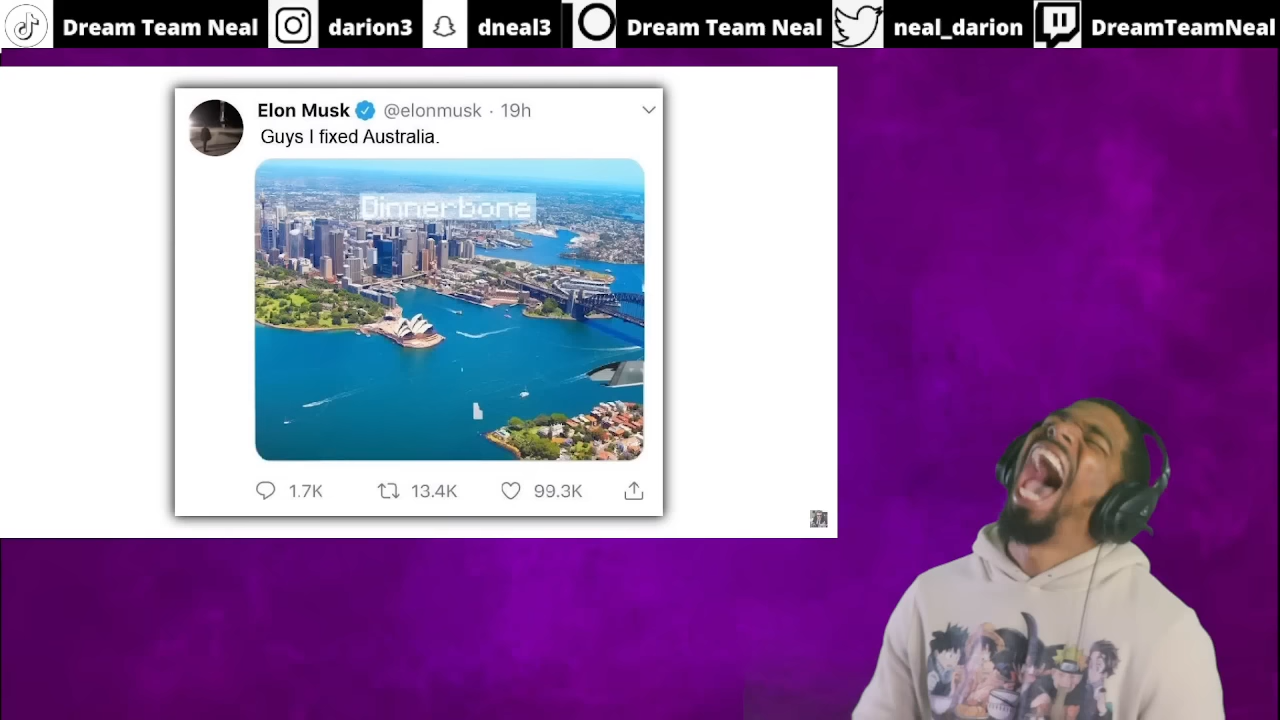 Dream Team Neal darion3 dneal3 Dream Team Neal neal_darion DreamTeamNeal
Elon Musk @elonmusk · 19h
Guys I fixed Australia.
Dinnerbone
1.7K 13.4K 99.3K